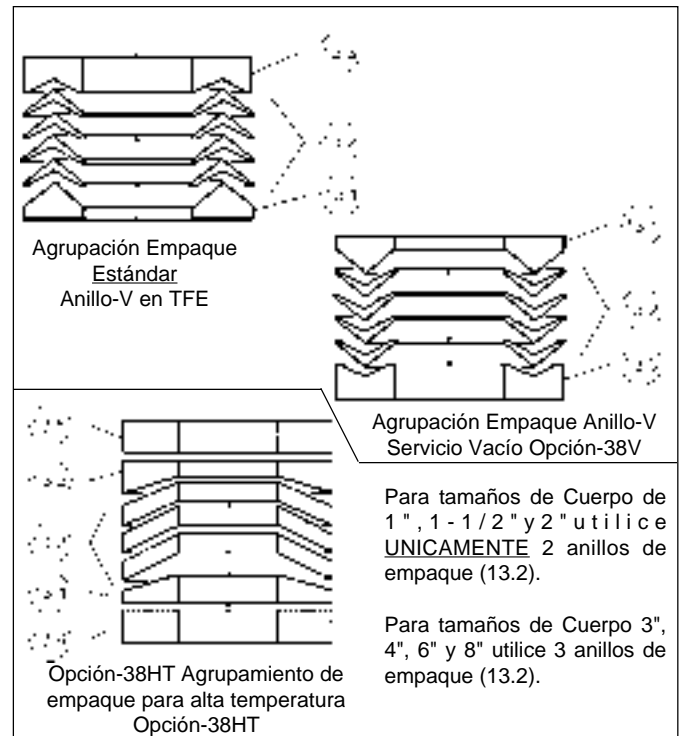 Agrupación Empaque
Estándar
Anillo-V en TFE
Agrupación Empaque Anillo-V
Servicio Vacío Opción-38V
Para tamaños de Cuerpo de
1", 1-1/2" y 2" utilice
UNICAMENTE 2 anillos de
empaque (13.2).
Para tamaños de Cuerpo 3",
4", 6" y 8" utilice 3 anillos de
empaque (13.2).
Opción-38HT Agrupamiento de
empaque para alta temperatura
Opción-38HT